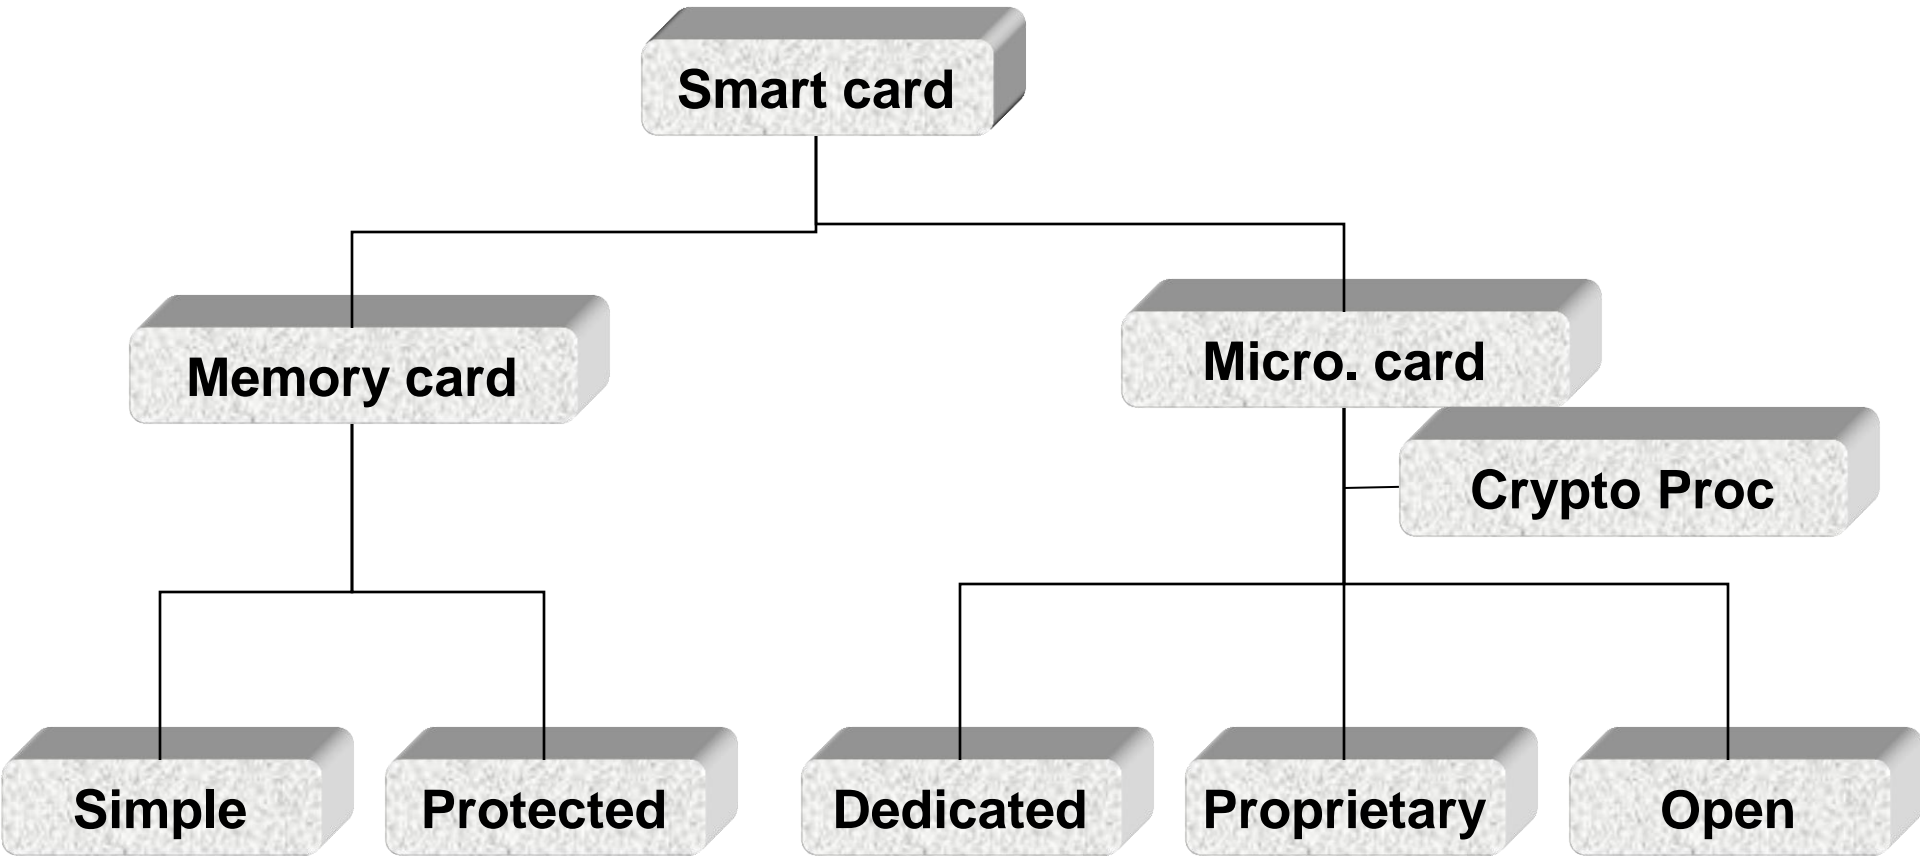 Smart card
Memory card
Micro. card
Crypto Proc
Simple
Protected
Dedicated
Proprietary
Open